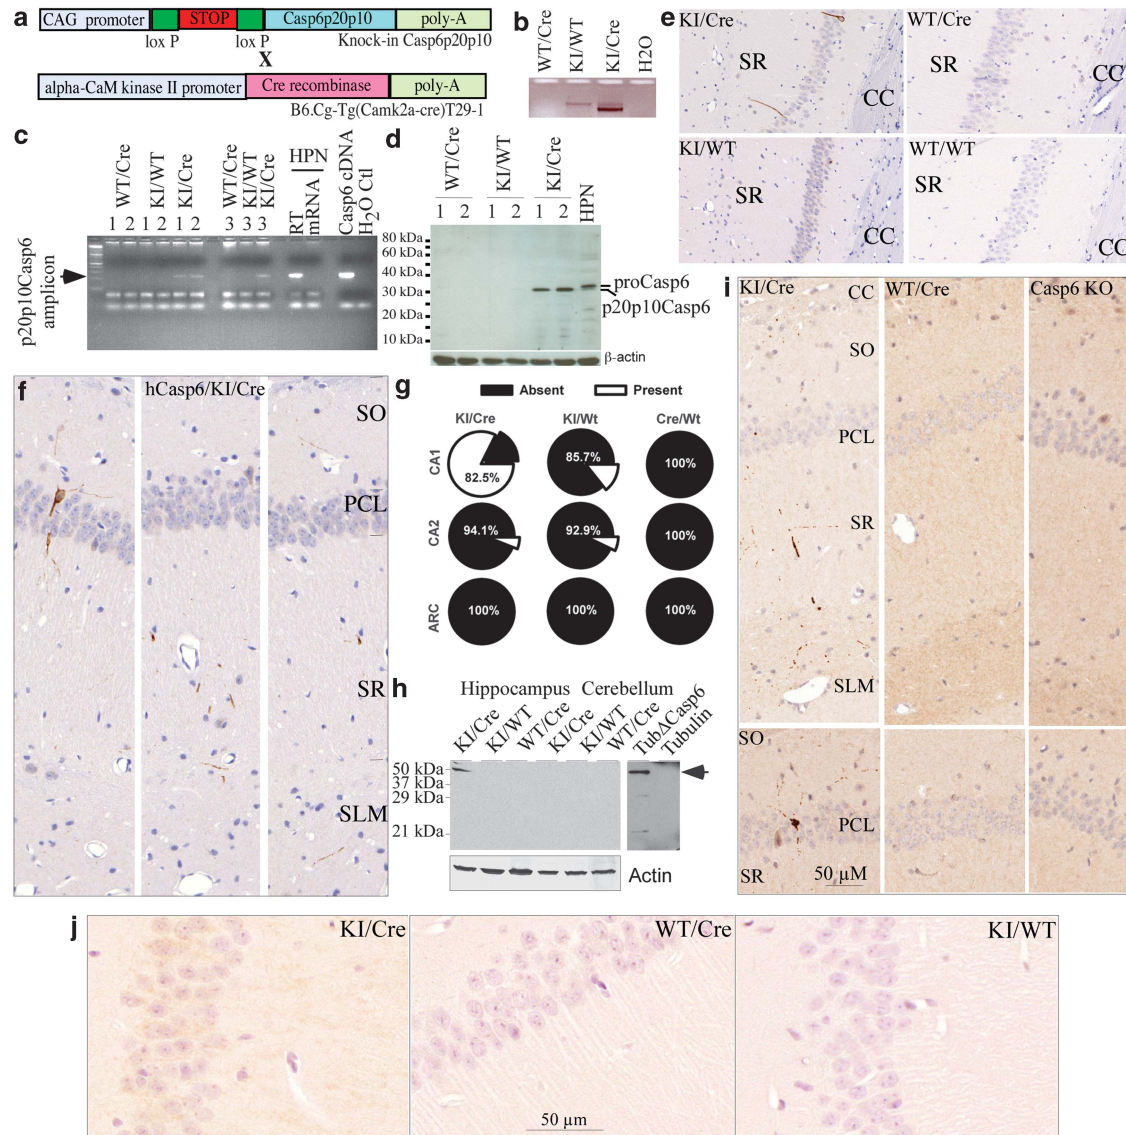 a
CAG promoter STOP Casp6p20p10 poly-A
lox P lox P Knock-in Casp6p20p10
X
alpha-CaM kinase II promoter Cre recombinase poly-A
B6.Cg-Tg(Camk2a-cre)T29-1
b
WT/Cre KI/WT KI/Cre H2O
c
WT/Cre KI/WT KI/Cre WT/Cre KI/WT KI/Cre HPN Casp6 cDNA H2O Ctl
RT mRNA
1 2 1 2 1 2 3 3 3
p20p10Casp6
amplicon
d
WT/Cre KI/WT KI/Cre HPN
1 2 1 2 1 2
80 kDa
60 kDa
40 kDa
30 kDa
20 kDa
10 kDa
proCasp6
p20p10Casp6
β-actin
e
KI/Cre
SR
CC
WT/Cre
SR
CC
KI/WT
SR
CC
WT/WT
SR
CC
f
hCasp6/KI/Cre
SO
PCL
SR
SLM
g
Absent Present
KI/Cre KI/Wt Cre/Wt
CA1 82.5% 85.7% 100%
CA2 94.1% 92.9% 100%
ARC 100% 100% 100%
h
Hippocampus Cerebellum
KI/Cre KI/WT WT/Cre KI/Cre KI/WT WT/Cre TubΔCasp6 Tubulin
50 kDa
37 kDa
29 kDa
21 kDa
Actin
i
KI/Cre WT/Cre Casp6 KO
CC
SO
PCL
SR
SLM
SO
PCL
SR
50 µM
j
KI/Cre WT/Cre KI/WT
50 µm